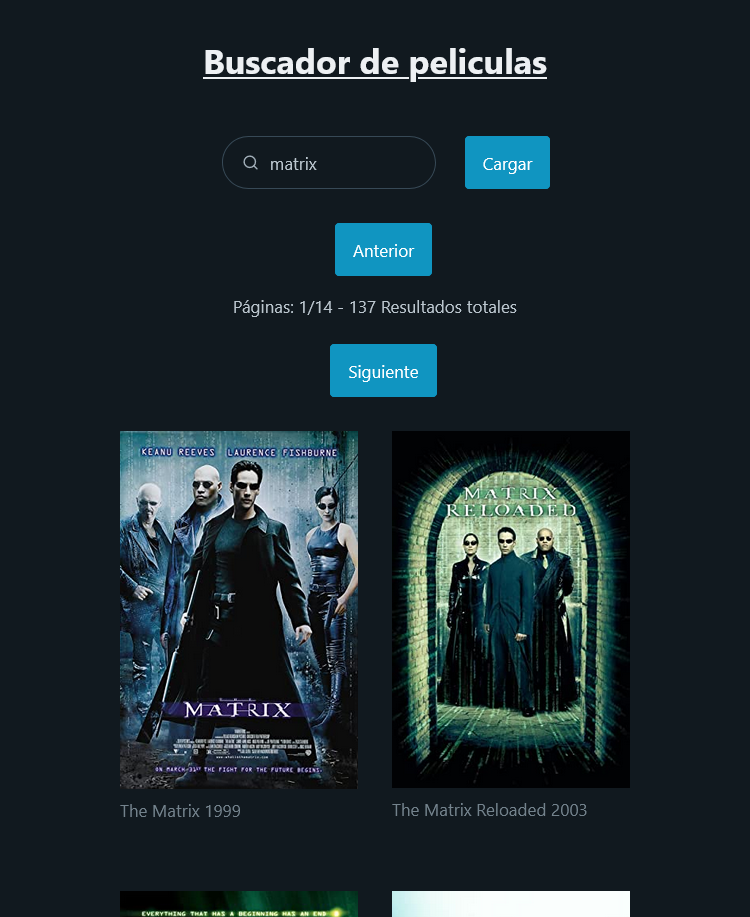 Buscador de peliculas
matrix
Cargar
Anterior
Páginas: 1/14 - 137 Resultados totales
Siguiente
KEANU REEVES LAURENCE FISHBURNE
MATRIX
ON MARCH 31ST THE FIGHT FOR THE FUTURE BEGINS.
The Matrix 1999
MATRIX
RELOADED
The Matrix Reloaded 2003
EVERYTHING THAT HAS A BEGINNING HAS AN END